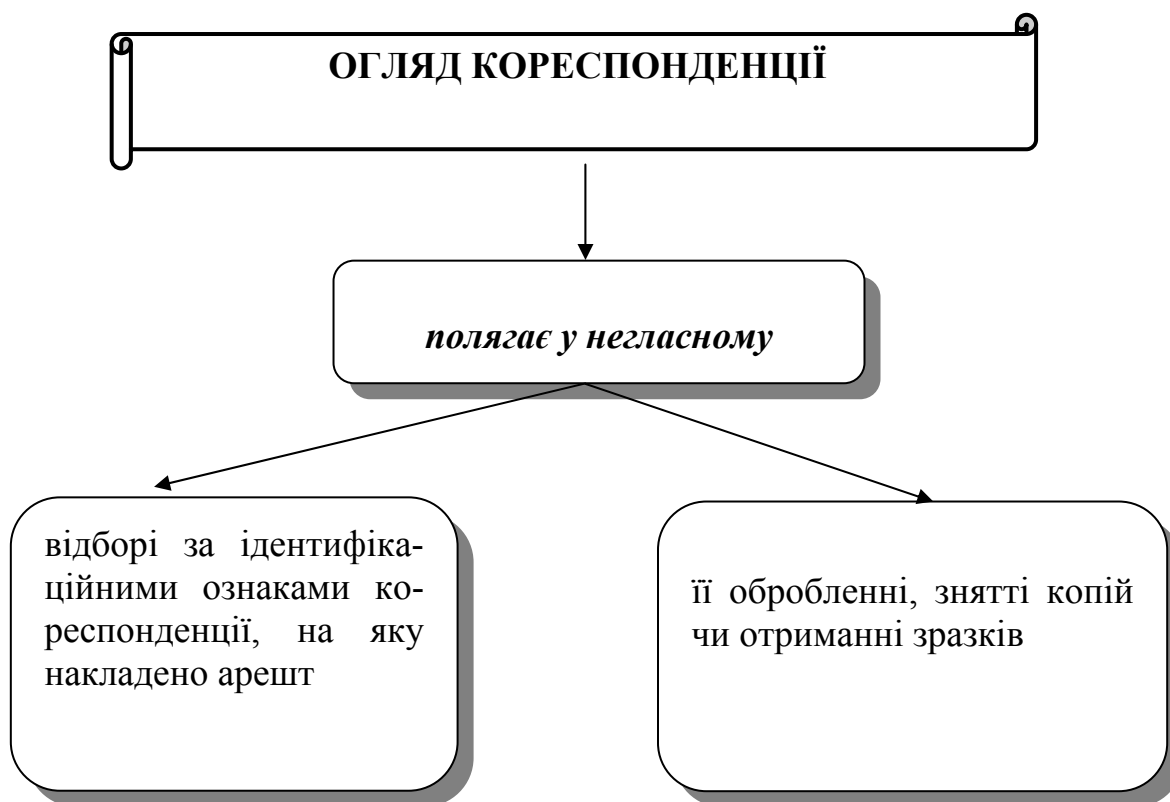 ОГЛЯД КОРЕСПОНДЕНЦІЇ
полягає у негласному
відборі за ідентифіка-
ційними ознаками ко-
респонденції, на яку
накладено арешт
її обробленні, знятті копій
чи отриманні зразків